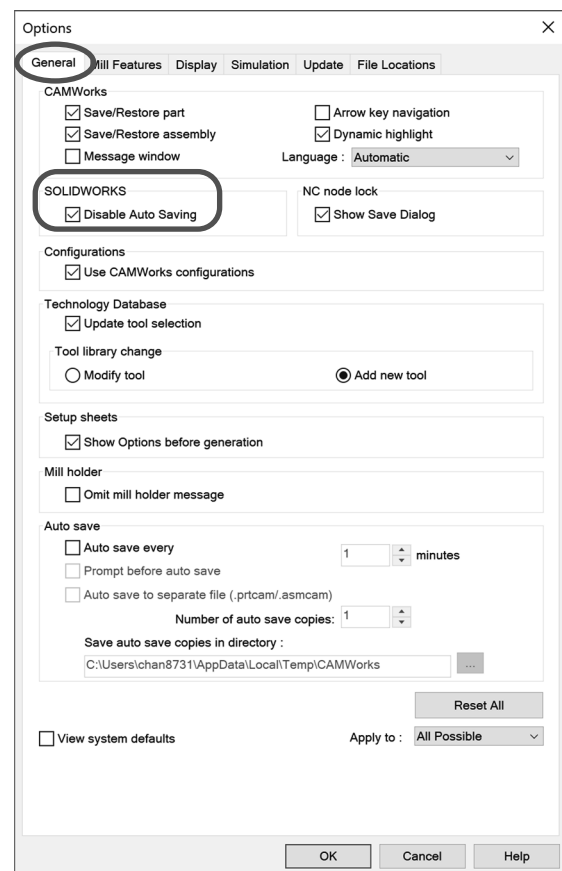 Options
General Mill Features Display Simulation Update File Locations
CAMWorks
Save/Restore part Arrow key navigation
Save/Restore assembly Dynamic highlight
Message window Language : Automatic
SOLIDWORKS NC node lock
Disable Auto Saving Show Save Dialog
Configurations
Use CAMWorks configurations
Technology Database
Update tool selection
Tool library change
Modify tool Add new tool
Setup sheets
Show Options before generation
Mill holder
Omit mill holder message
Auto save
Auto save every 1 minutes
Prompt before auto save
Auto save to separate file (.prtcam/.asmcam)
Number of auto save copies: 1
Save auto save copies in directory :
C:\Users\chan8731\AppData\Local\Temp\CAMWorks ...
Reset All
View system defaults Apply to : All Possible
OK Cancel Help